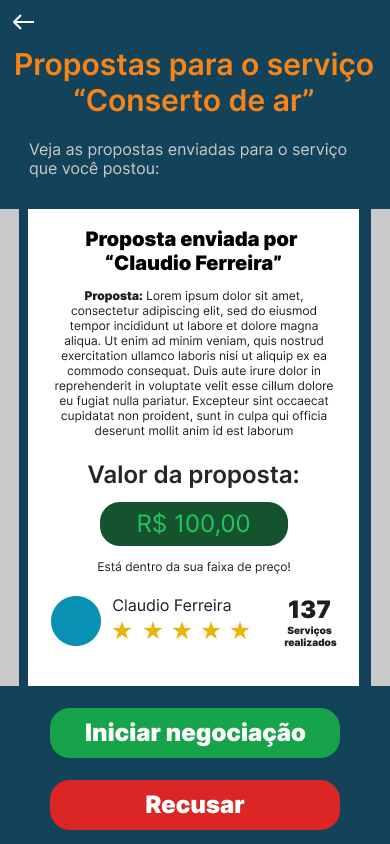 Propostas para o serviço
“Conserto de ar”
Veja as propostas enviadas para o serviço
que você postou:
Proposta enviada por
“Claudio Ferreira”
Proposta: Lorem ipsum dolor sit amet,
consectetur adipiscing elit, sed do eiusmod
tempor incididunt ut labore et dolore magna
aliqua. Ut enim ad minim veniam, quis nostrud
exercitation ullamco laboris nisi ut aliquip ex ea
commodo consequat. Duis aute irure dolor in
reprehenderit in voluptate velit esse cillum dolore
eu fugiat nulla pariatur. Excepteur sint occaecat
cupidatat non proident, sunt in culpa qui officia
deserunt mollit anim id est laborum
Valor da proposta:
R$ 100,00
Está dentro da sua faixa de preço!
Claudio Ferreira
137
Serviços
realizados
Iniciar negociação
Recusar